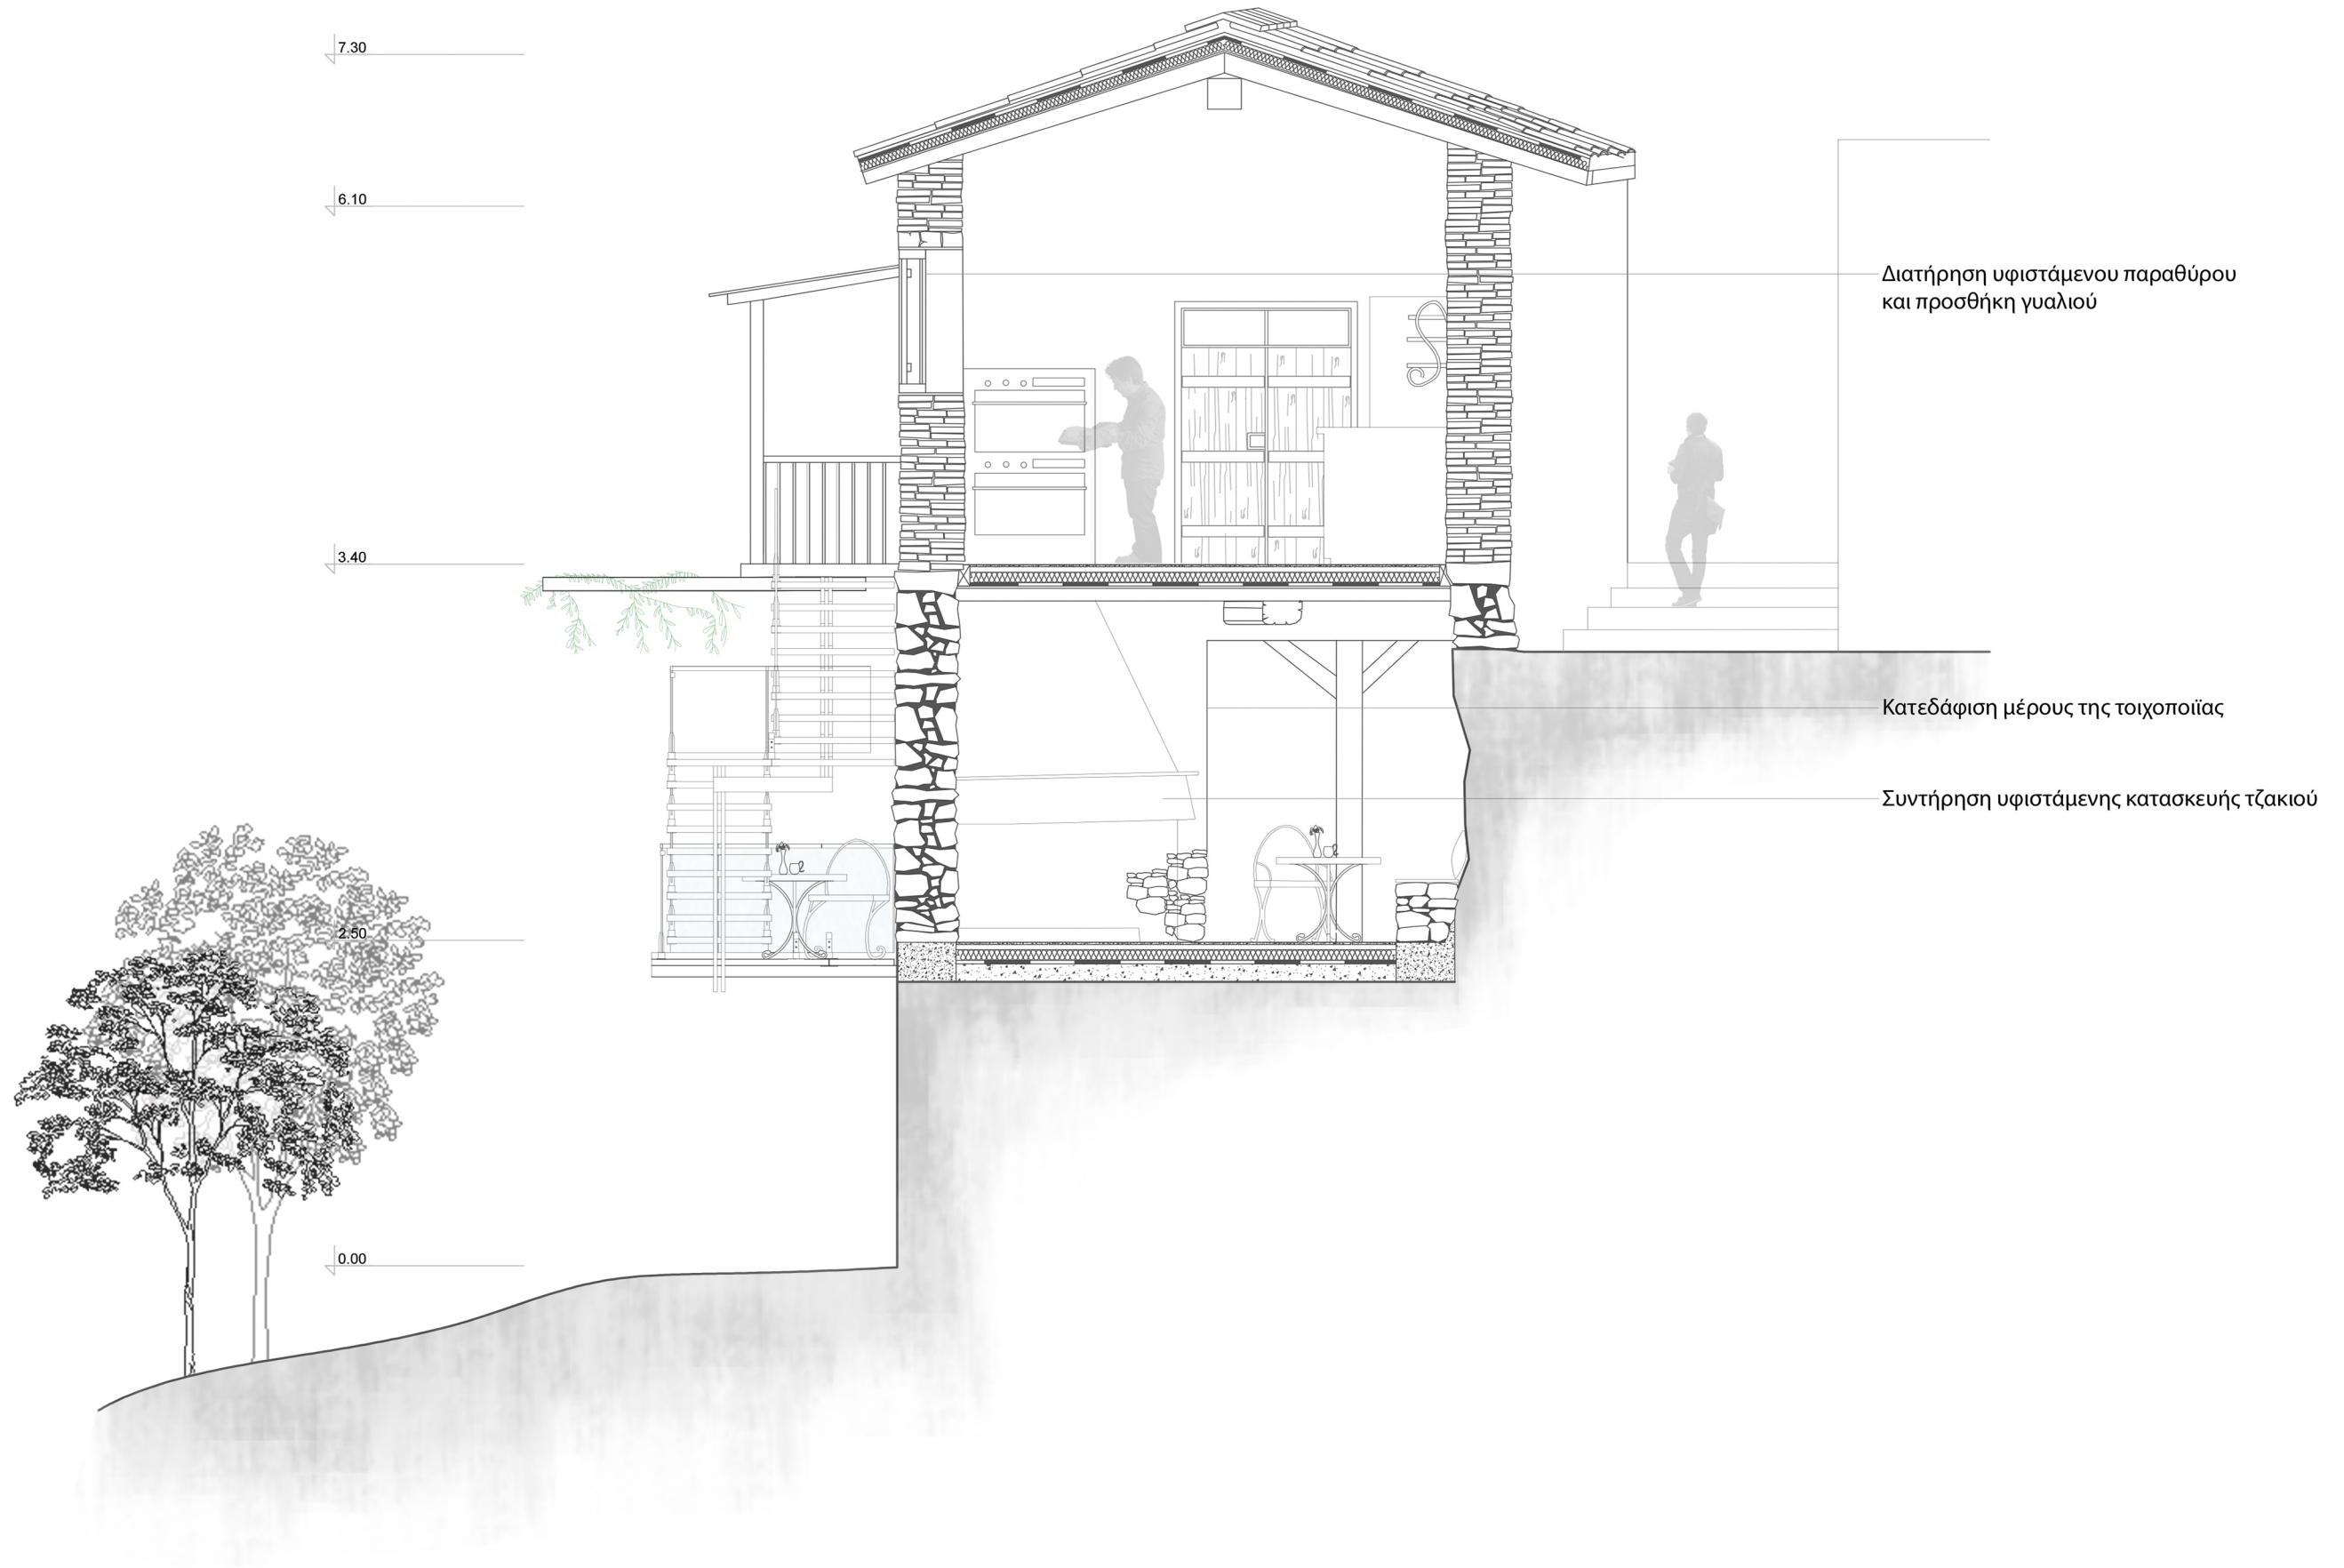 7.30
6.10
Διατήρηση υφιστάμενου παραθύρου
και προσθήκη γυαλιού
3.40
Κατεδάφιση μέρους της τοιχοποιϊας
Συντήρηση υφιστάμενης κατασκευής τζακιού
2.50
0.00